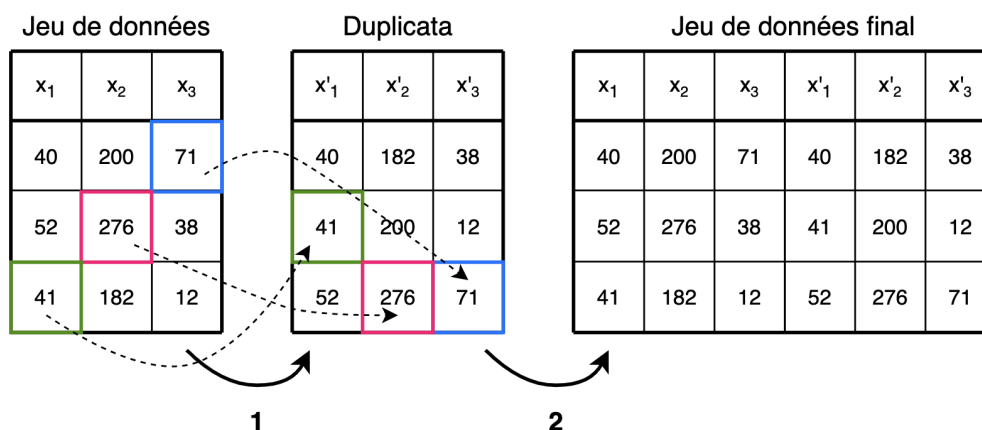 Jeu de données Duplicata Jeu de données final
x₁ x₂ x₃ x'₁ x'₂ x'₃ x₁ x₂ x₃ x'₁ x'₂ x'₃
40 200 71 40 182 38 40 200 71 40 182 38
52 276 38 41 200 12 52 276 38 41 200 12
41 182 12 52 276 71 41 182 12 52 276 71
1 2